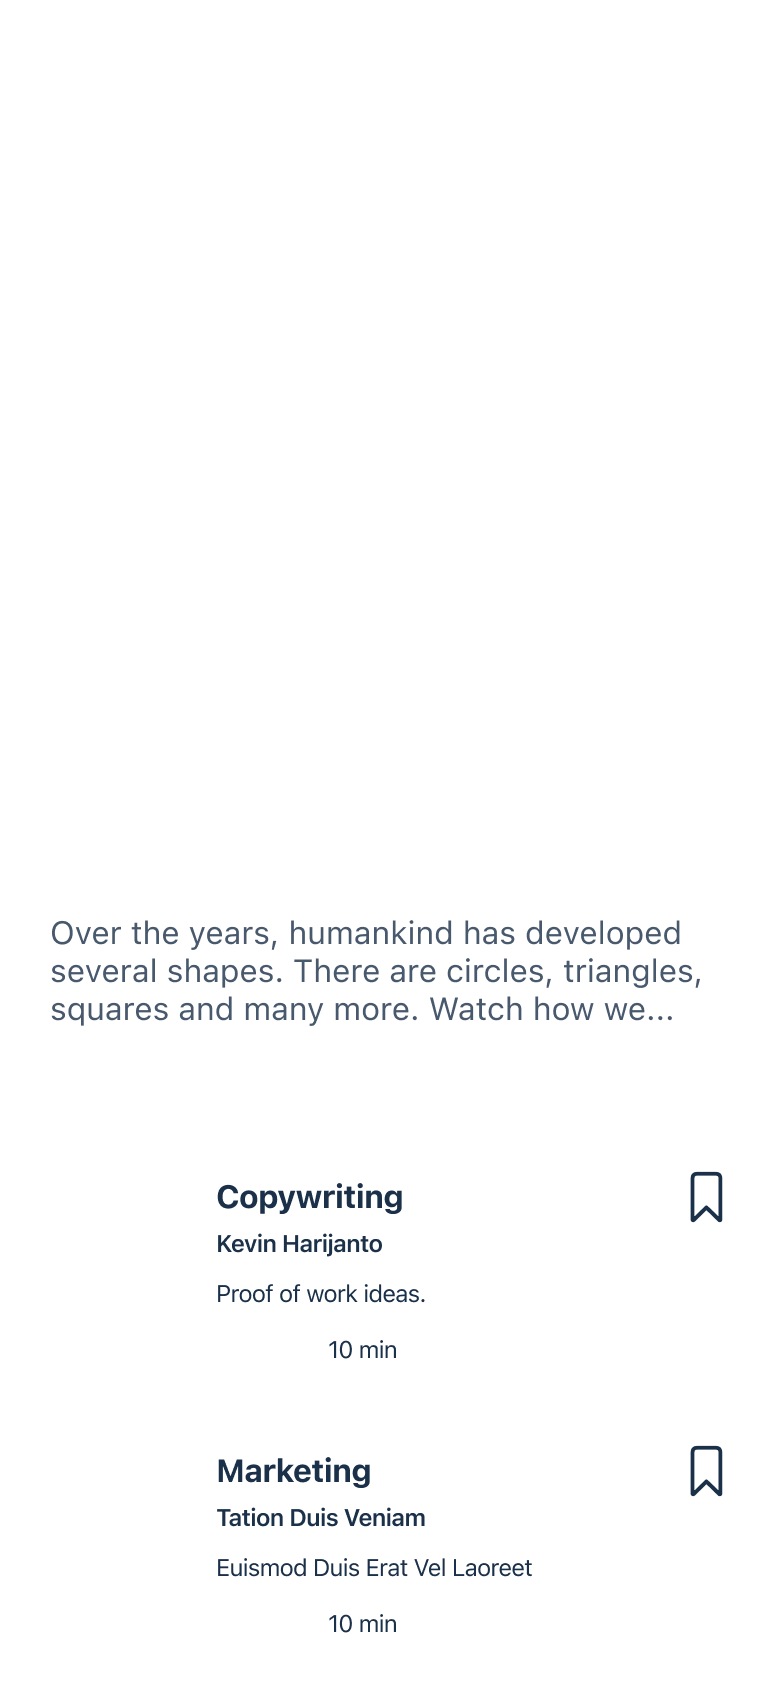 Over the years, humankind has developed
several shapes. There are circles, triangles,
squares and many more. Watch how we...
Copywriting
Kevin Harijanto
Proof of work ideas.
10 min
Marketing
Tation Duis Veniam
Euismod Duis Erat Vel Laoreet
10 min